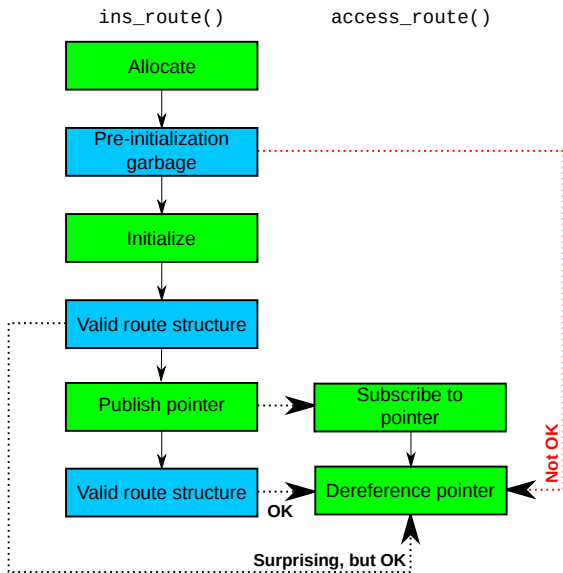 ins_route()
access_route()
Allocate
Pre-initialization
garbage
Initialize
Valid route structure
Publish pointer
Subscribe to
pointer
Not OK
Valid route structure
OK
Dereference pointer
Surprising, but OK